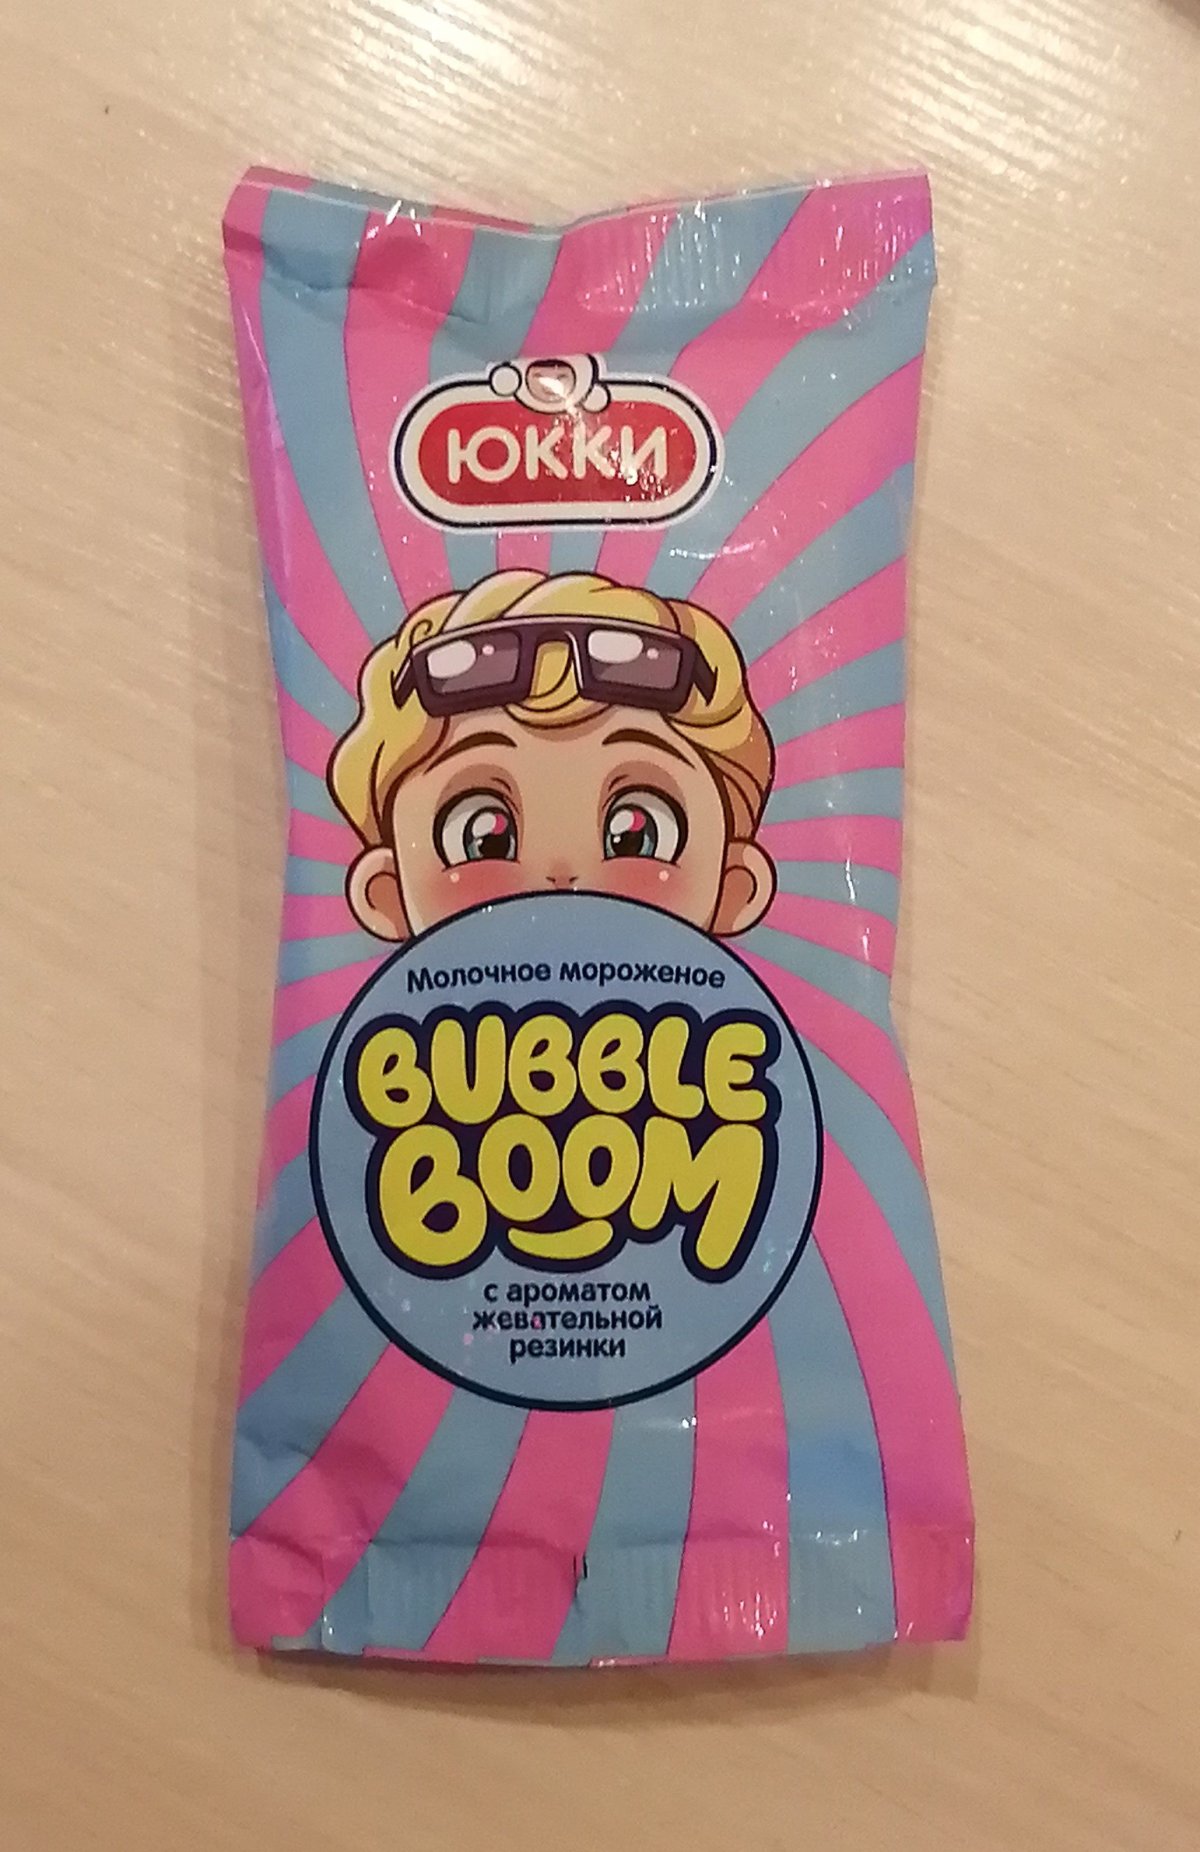 ЮККИ
Молочное мороженое
BUBBLE
BOOM
с ароматом
жевательной
резинки